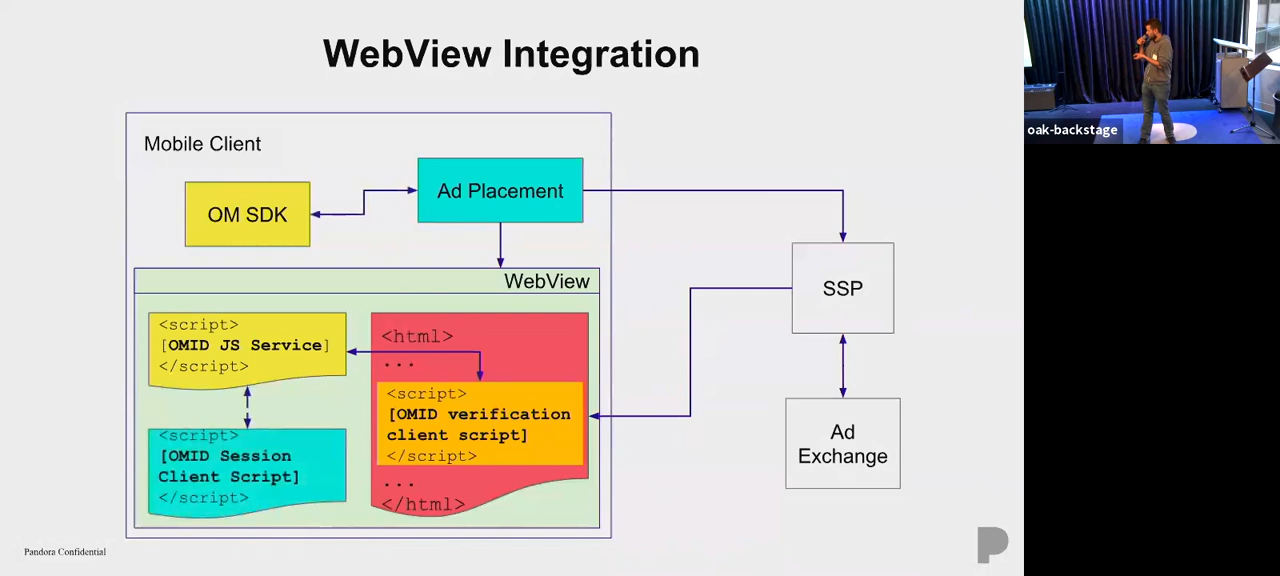 WebView Integration
Mobile Client
OM SDK
Ad Placement
SSP
Ad
Exchange
WebView
<script>
[OMID JS Service]
</script>
<script>
[OMID Session
Client Script]
</script>
<html>
...
<script>
[OMID verification
client script]
</script>
...
</html>
Pandora Confidential
P
oak-backstage